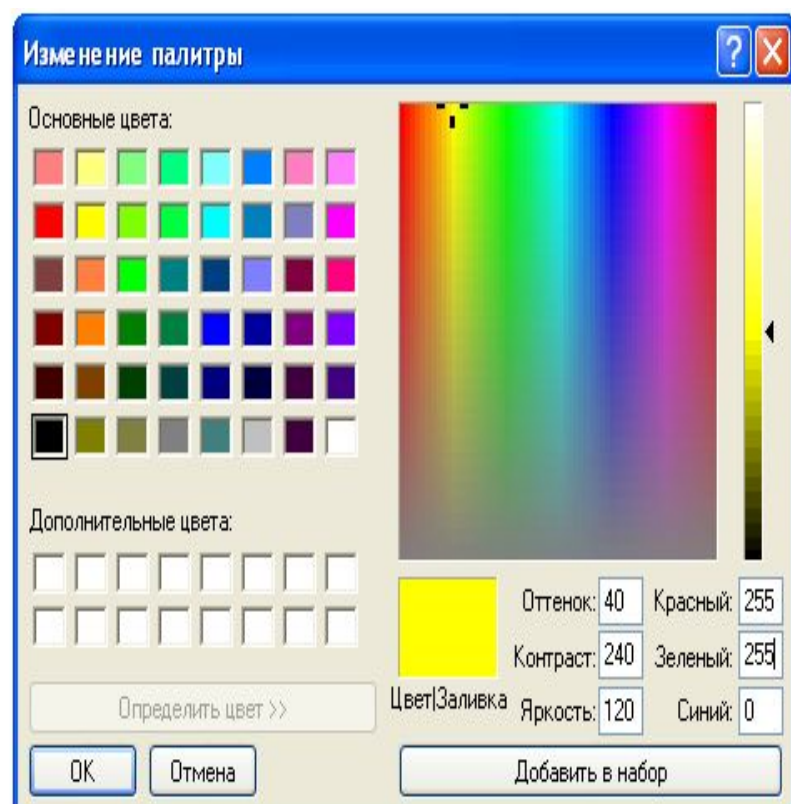 Изменение палитры
Основные цвета:
Дополнительные цвета:
Определить цвет >>
ОК Отмена
Цвет|Заливка
Оттенок: 40 Красный: 255
Контраст: 240 Зеленый: 255
Яркость: 120 Синий: 0
Добавить в набор